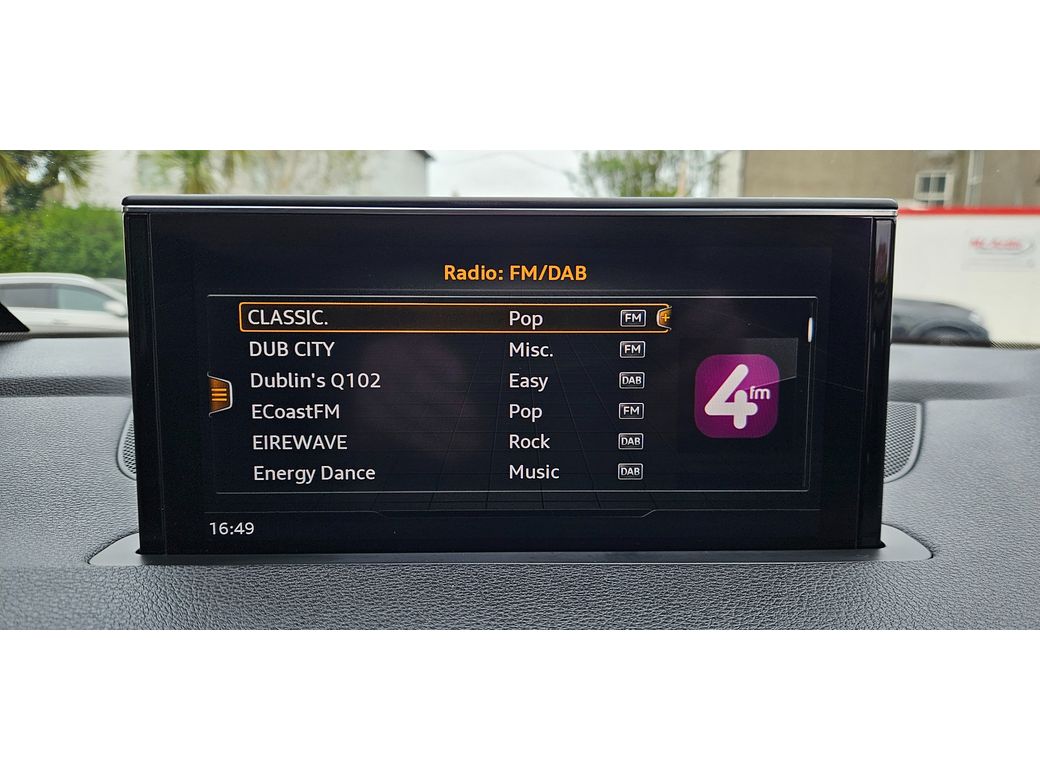 Radio: FM/DAB
CLASSIC. Pop FM
DUB CITY Misc. FM
Dublin's Q102 Easy DAB
ECoastFM Pop FM
EIREWAVE Rock DAB
Energy Dance Music DAB
4fm
16:49